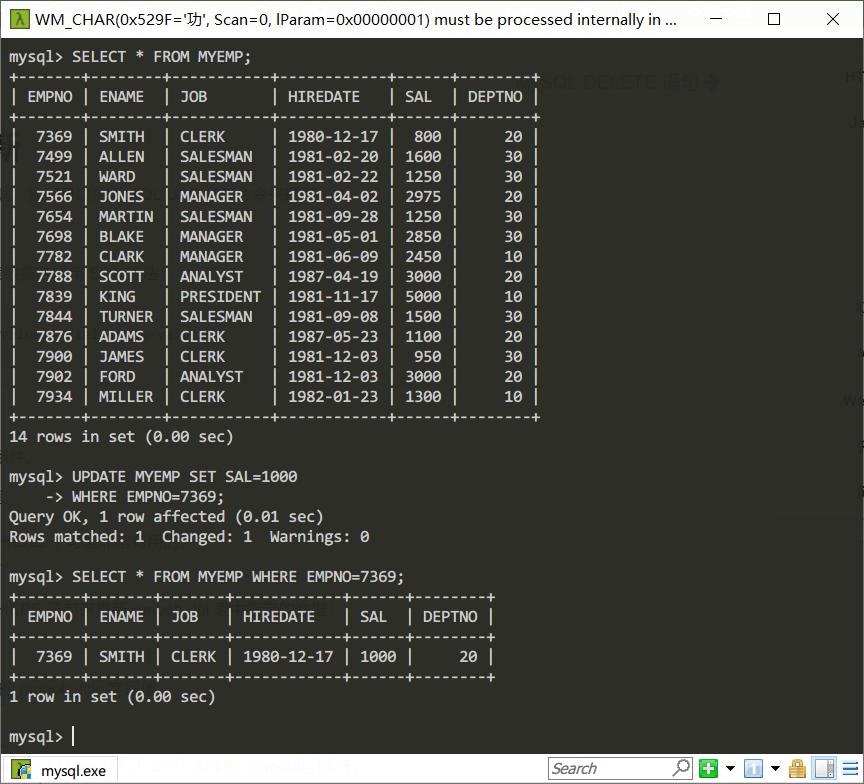 WM_CHAR(0x529F='功', Scan=0, lParam=0x00000001) must be processed internally in ...
mysql> SELECT * FROM MYEMP;
+-------+--------+-----------+------------+------+--------+
| EMPNO | ENAME  | JOB       | HIREDATE   | SAL  | DEPTNO |
+-------+--------+-----------+------------+------+--------+
|  7369 | SMITH  | CLERK     | 1980-12-17 |  800 |     20 |
|  7499 | ALLEN  | SALESMAN  | 1981-02-20 | 1600 |     30 |
|  7521 | WARD   | SALESMAN  | 1981-02-22 | 1250 |     30 |
|  7566 | JONES  | MANAGER   | 1981-04-02 | 2975 |     20 |
|  7654 | MARTIN | SALESMAN  | 1981-09-28 | 1250 |     30 |
|  7698 | BLAKE  | MANAGER   | 1981-05-01 | 2850 |     30 |
|  7782 | CLARK  | MANAGER   | 1981-06-09 | 2450 |     10 |
|  7788 | SCOTT  | ANALYST   | 1987-04-19 | 3000 |     20 |
|  7839 | KING   | PRESIDENT | 1981-11-17 | 5000 |     10 |
|  7844 | TURNER | SALESMAN  | 1981-09-08 | 1500 |     30 |
|  7876 | ADAMS  | CLERK     | 1987-05-23 | 1100 |     20 |
|  7900 | JAMES  | CLERK     | 1981-12-03 |  950 |     30 |
|  7902 | FORD   | ANALYST   | 1981-12-03 | 3000 |     20 |
|  7934 | MILLER | CLERK     | 1982-01-23 | 1300 |     10 |
+-------+--------+-----------+------------+------+--------+
14 rows in set (0.00 sec)
mysql> UPDATE MYEMP SET SAL=1000
    -> WHERE EMPNO=7369;
Query OK, 1 row affected (0.01 sec)
Rows matched: 1  Changed: 1  Warnings: 0
mysql> SELECT * FROM MYEMP WHERE EMPNO=7369;
+-------+-------+-------+------------+------+--------+
| EMPNO | ENAME | JOB   | HIREDATE   | SAL  | DEPTNO |
+-------+-------+-------+------------+------+--------+
|  7369 | SMITH | CLERK | 1980-12-17 | 1000 |     20 |
+-------+-------+-------+------------+------+--------+
1 row in set (0.00 sec)
mysql>
mysql.exe
Search
1